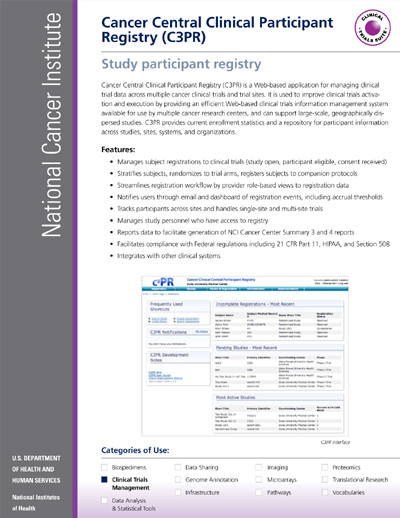 National Cancer Institute
Cancer Central Clinical Participant
Registry (C3PR)
CLINICAL
TRIALS SUITE
Study participant registry
Cancer Central Clinical Participant Registry (C3PR) is a Web-based application for managing clinical
trial data across multiple cancer clinical trials and trial sites. It is used to improve clinical trials activa-
tion and execution by providing an efficient Web-based clinical trials information management system
available for use by multiple cancer research centers, and can support large-scale, geographically dis-
persed studies. C3PR provides current enrollment statistics and a repository for participant information
across studies, sites, systems, and organizations.
Features:
• Manages subject registrations to clinical trials (study open, participant eligible, consent received)
• Stratifies subjects, randomizes to trial arms, registers subjects to companion protocols
• Streamlines registration workflow by provider role-based views to registration data
• Notifies users through email and dashboard of registration events, including accrual thresholds
• Tracks participants across sites and handles single-site and multi-site trials
• Manages study personnel who have access to registry
• Reports data to facilitate generation of NCI Cancer Center Summary 3 and 4 reports
• Facilitates compliance with Federal regulations including 21 CFR Part 11, HIPAA, and Section 508
• Integrates with other clinical systems
C3PR
Cancer Central Clinical Participant Registry
Duke University Medical Center
Frequently Used
Shortcuts
C3PR Notifications
C3PR Development
Notes
Incomplete Registrations - Most Recent
Pending Studies - Most Recent
Most Active Studies
C3PR interface
Categories of Use:
Biospecimens
Data Sharing
Imaging
Proteomics
Clinical Trials
Management
Genome Annotation
Microarrays
Translational Research
Data Analysis
& Statistical Tools
Infrastructure
Pathways
Vocabularies
U.S. DEPARTMENT
OF HEALTH AND
HUMAN SERVICES
National Institutes
of Health